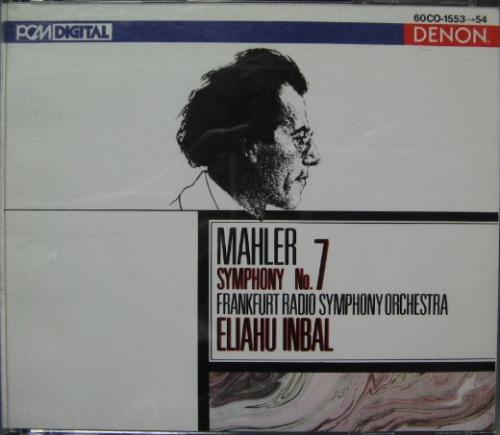 60CO-1553→54
PCM DIGITAL
DENON
MAHLER
SYMPHONY No. 7
FRANKFURT RADIO SYMPHONY ORCHESTRA
ELIAHU INBAL